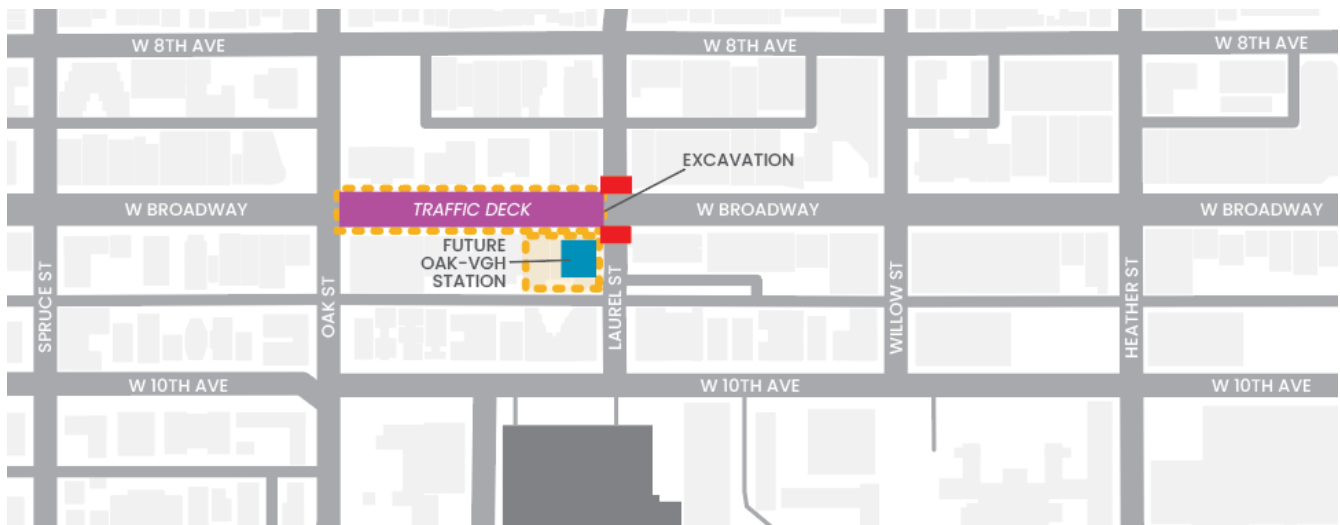 W 8TH AVE
W 8TH AVE
W 8TH AVE
EXCAVATION
W BROADWAY
TRAFFIC DECK
W BROADWAY
W BROADWAY
FUTURE
OAK-VGH
STATION
SPRUCE ST
OAK ST
LAUREL ST
WILLOW ST
HEATHER ST
W 10TH AVE
W 10TH AVE
W 10TH AVE